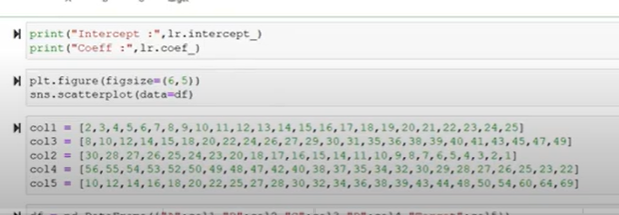 print("Intercept :",lr.intercept_)
print("Coeff :",lr.coef_)
plt.figure(figsize=(6,5))
sns.scatterplot(data=df)
col1 = [2,3,4,5,6,7,8,9,10,11,12,13,14,15,16,17,18,19,20,21,22,23,24,25]
col3 = [8,10,12,14,15,18,20,22,24,26,27,29,30,31,35,36,38,39,40,41,43,45,47,49]
col2 = [30,28,27,26,25,24,23,20,18,17,16,15,14,11,10,9,8,7,6,5,4,3,2,1]
col4 = [56,55,54,53,52,50,49,48,47,42,40,38,37,35,34,32,30,29,28,27,26,25,23,22]
col5 = [10,12,14,16,18,20,22,25,27,28,30,32,34,36,38,39,43,44,48,50,54,60,64,69]